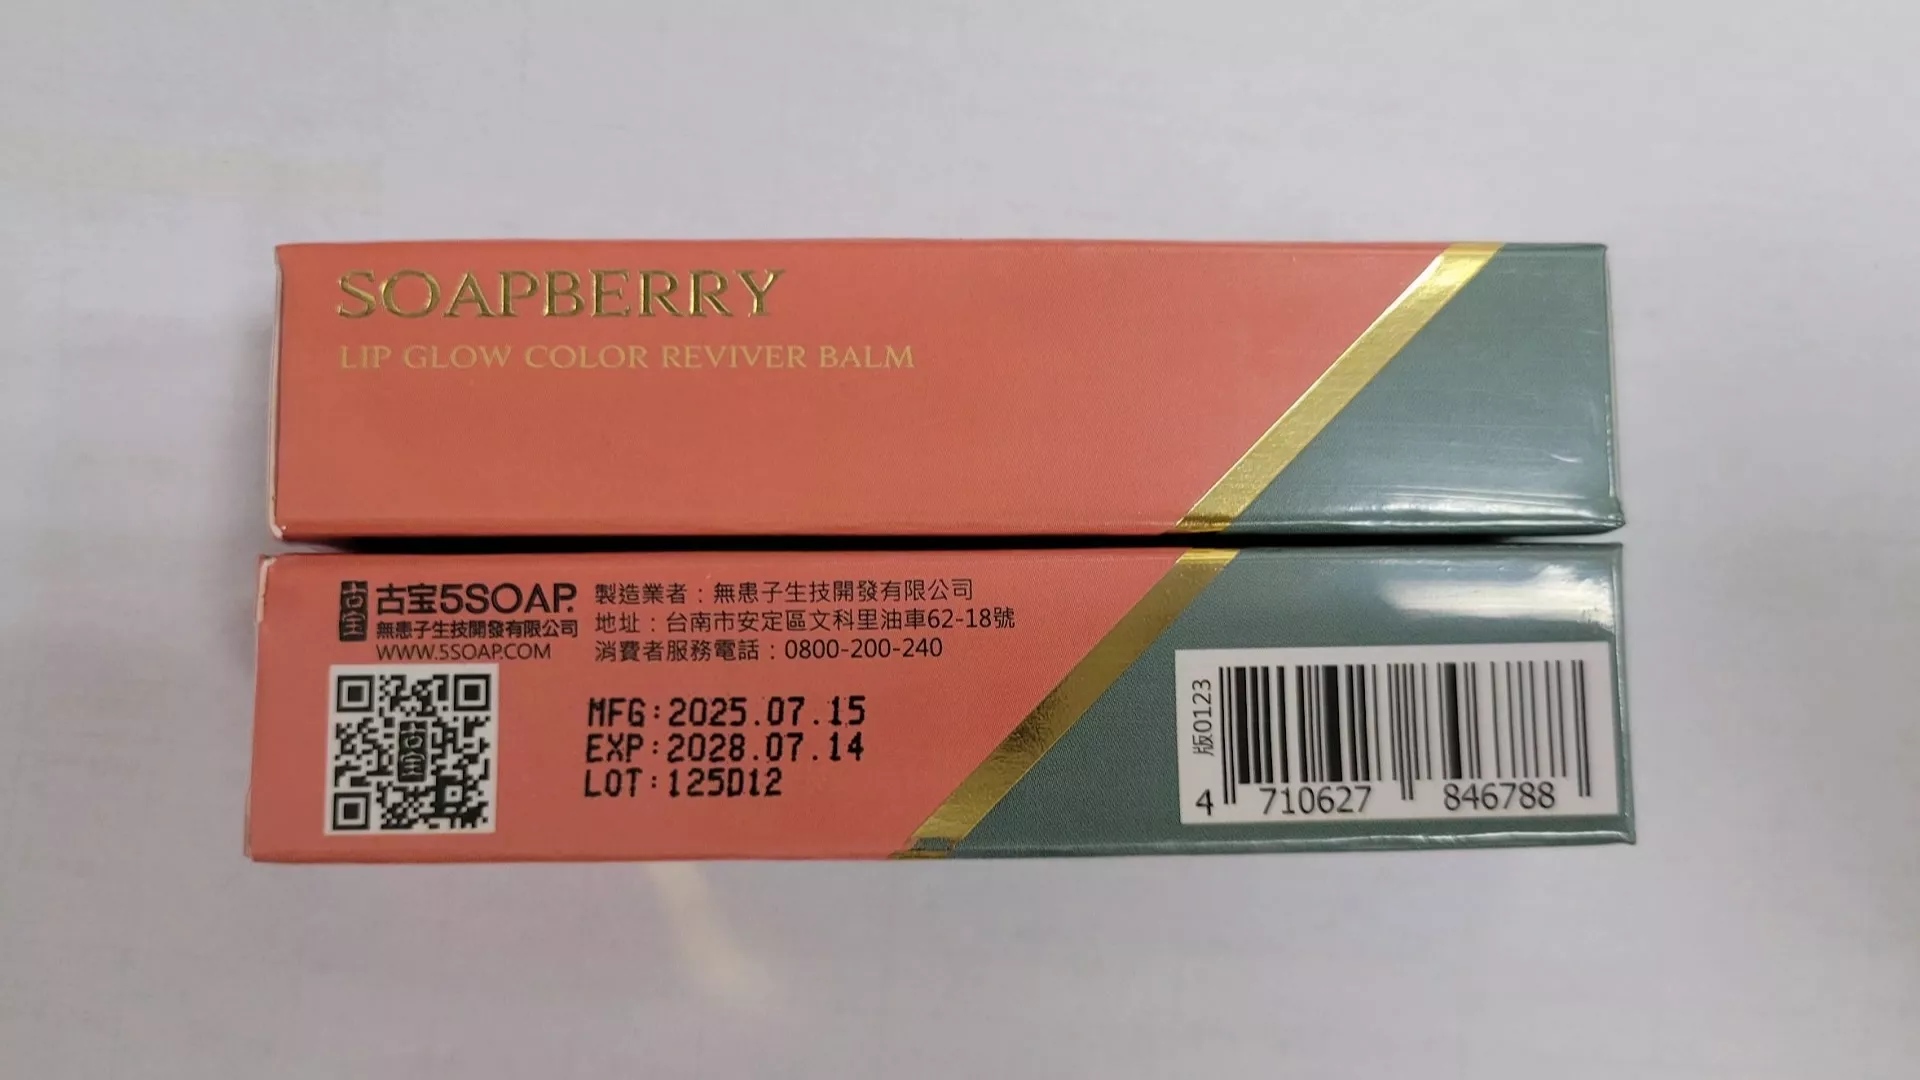 SOAPBERRY
LIP GLOW COLOR REVIVER BALM
古宝
古宝5SOAP.
無患子生技開發有限公司
WWW.5SOAP.COM
製造業者：無患子生技開發有限公司
地址：台南市安定區文科里油車62-18號
消費者服務電話：0800-200-240
古宝
MFG:2025.07.15
EXP:2028.07.14
LOT:125D12
版0123
4 710627 846788